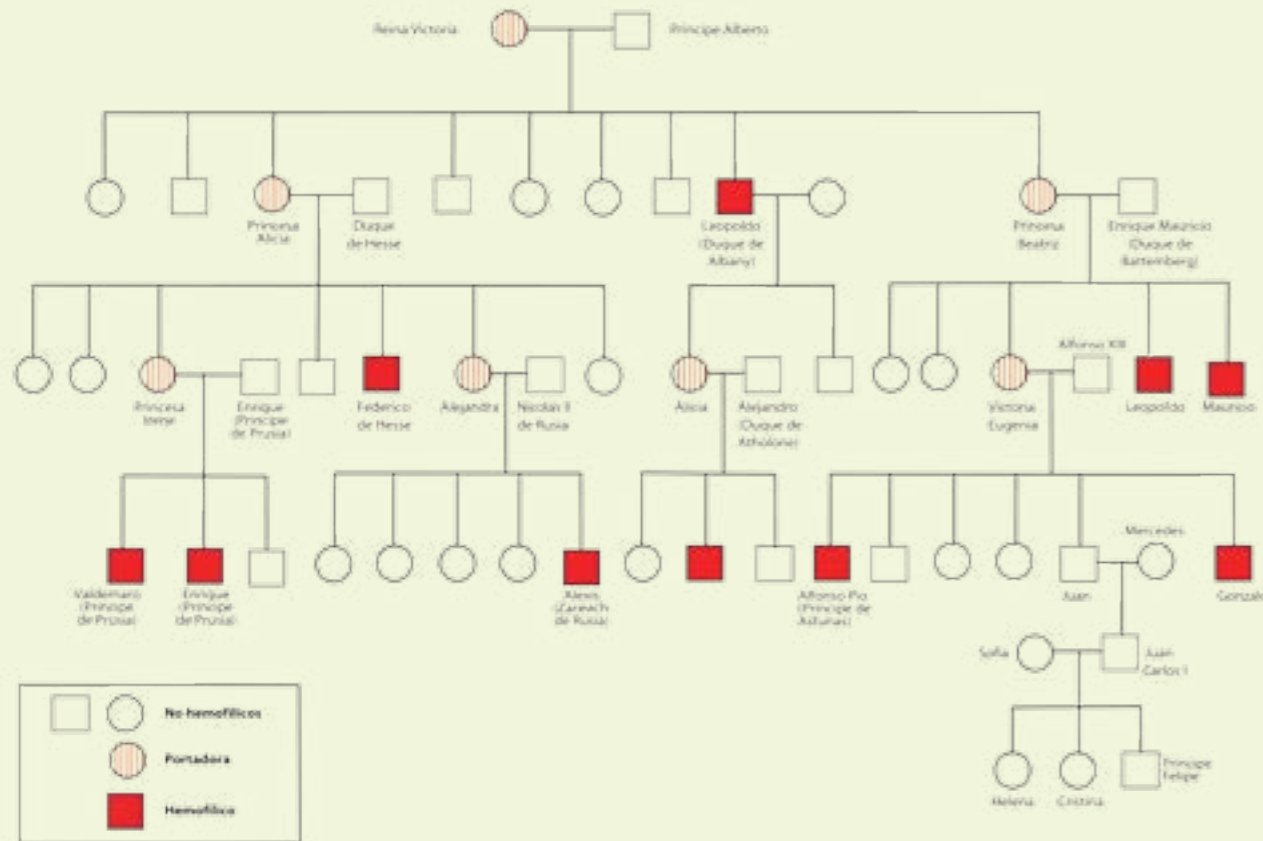 Reina Victoria
Príncipe Alberto
Princesa
Alicia
Duque
de Hesse
Leopoldo
(Duque de
Albany)
Princesa
Beatriz
Enrique Mauricio
(Duque de
Battemberg)
Alfonso XIII
Princesa
Irene
Enrique
(Príncipe
de Prusia)
Federico
de Hesse
Alejandra
Nicolás II
de Rusia
Alicia
Alejandro
(Duque de
Atholone)
Victoria
Eugenia
Leopoldo
Mauricio
Mercedes
Valdemaro
(Príncipe
de Prusia)
Enrique
(Príncipe
de Prusia)
Alexis
(Zarevich
de Rusia)
Alfonso Pío
(Príncipe de
Asturias)
Juan
Gonzalo
Sofía
Juan
Carlos I
No-hemofílicos
Portadora
Hemofílico
Helena
Cristina
Príncipe
Felipe